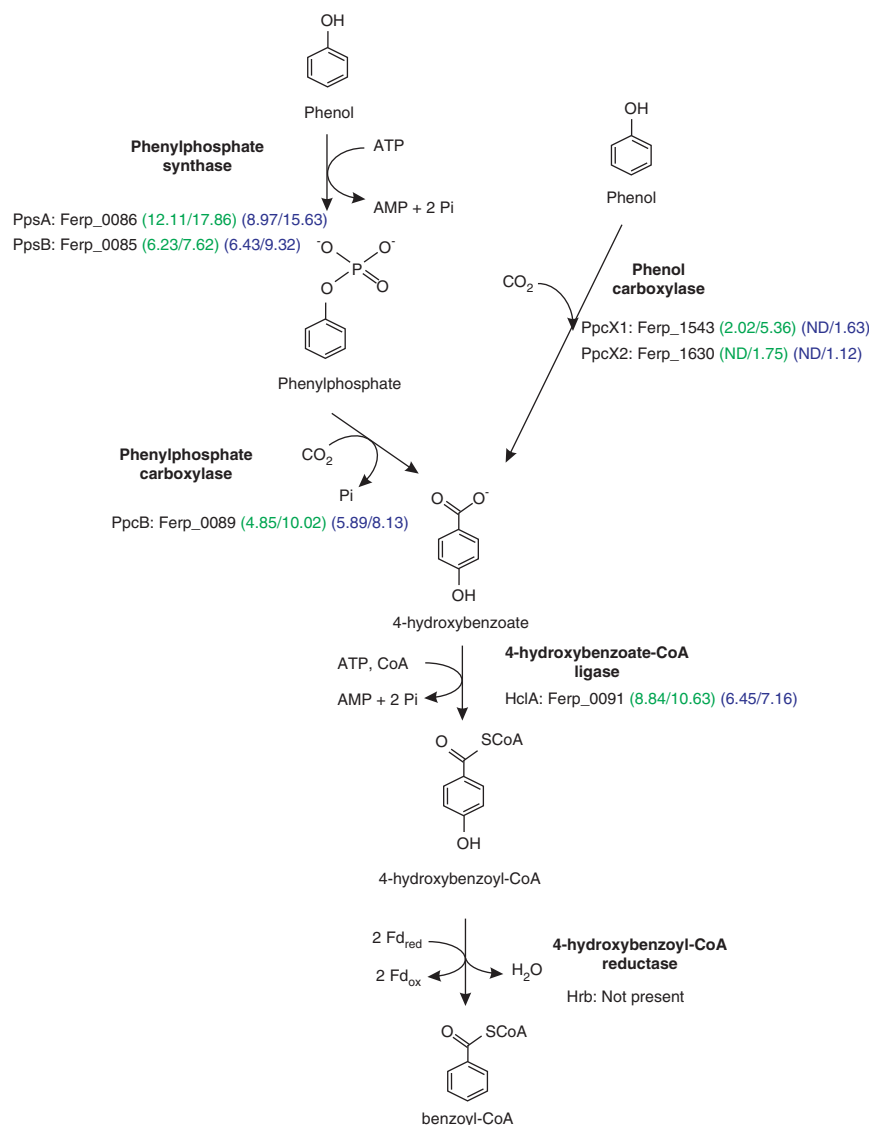 OH
Phenol
Phenylphosphate
synthase
ATP
AMP + 2 Pi
PpsA: Ferp_0086 (12.11/17.86) (8.97/15.63)
PpsB: Ferp_0085 (6.23/7.62) (6.43/9.32)
-O O-
P
O O
Phenylphosphate
OH
Phenol
CO2
Phenol
carboxylase
PpcX1: Ferp_1543 (2.02/5.36) (ND/1.63)
PpcX2: Ferp_1630 (ND/1.75) (ND/1.12)
Phenylphosphate
carboxylase
CO2
Pi
PpcB: Ferp_0089 (4.85/10.02) (5.89/8.13)
O O-
OH
4-hydroxybenzoate
ATP, CoA
AMP + 2 Pi
4-hydroxybenzoate-CoA
ligase
HclA: Ferp_0091 (8.84/10.63) (6.45/7.16)
O SCoA
OH
4-hydroxybenzoyl-CoA
2 Fdred
2 Fdox
H2O
4-hydroxybenzoyl-CoA
reductase
Hrb: Not present
O SCoA
benzoyl-CoA